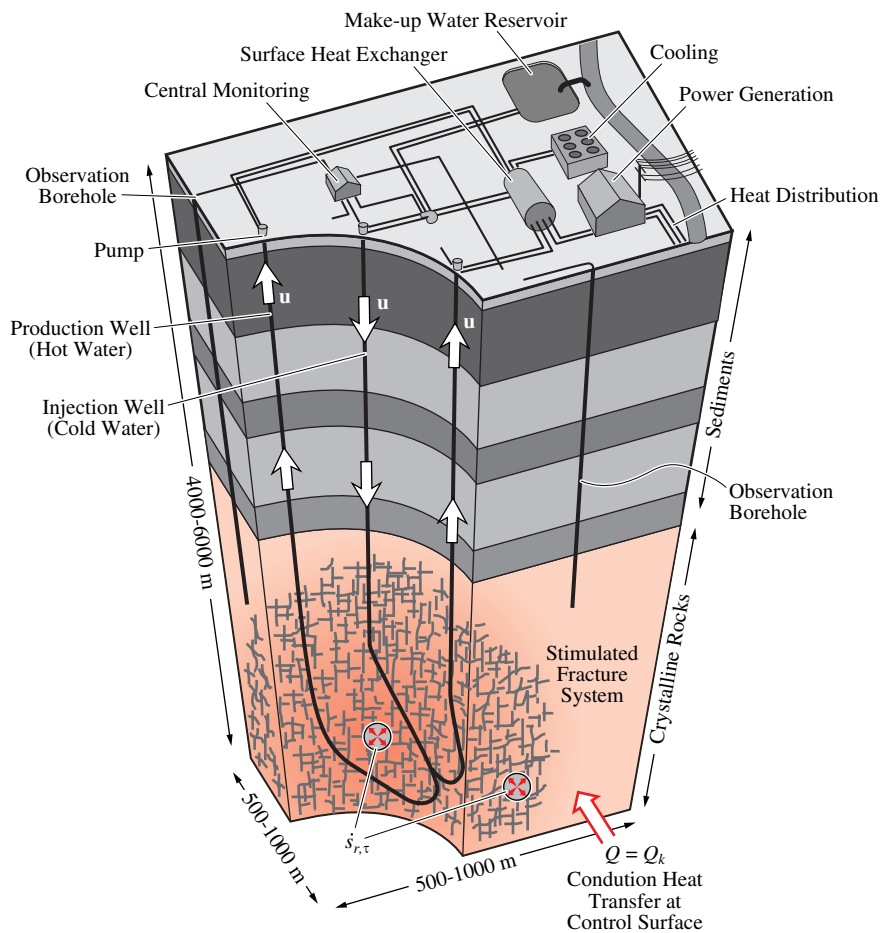 Make-up Water Reservoir
Surface Heat Exchanger
Cooling
Central Monitoring
Power Generation
Observation
Borehole
Heat Distribution
Pump
u
u
u
Production Well
(Hot Water)
Injection Well
(Cold Water)
Sediments
4000-6000 m
Observation
Borehole
Stimulated
Fracture
System
Crystalline Rocks
500-1000 m
ṡr,τ
500-1000 m
Q = Qk
Condution Heat
Transfer at
Control Surface